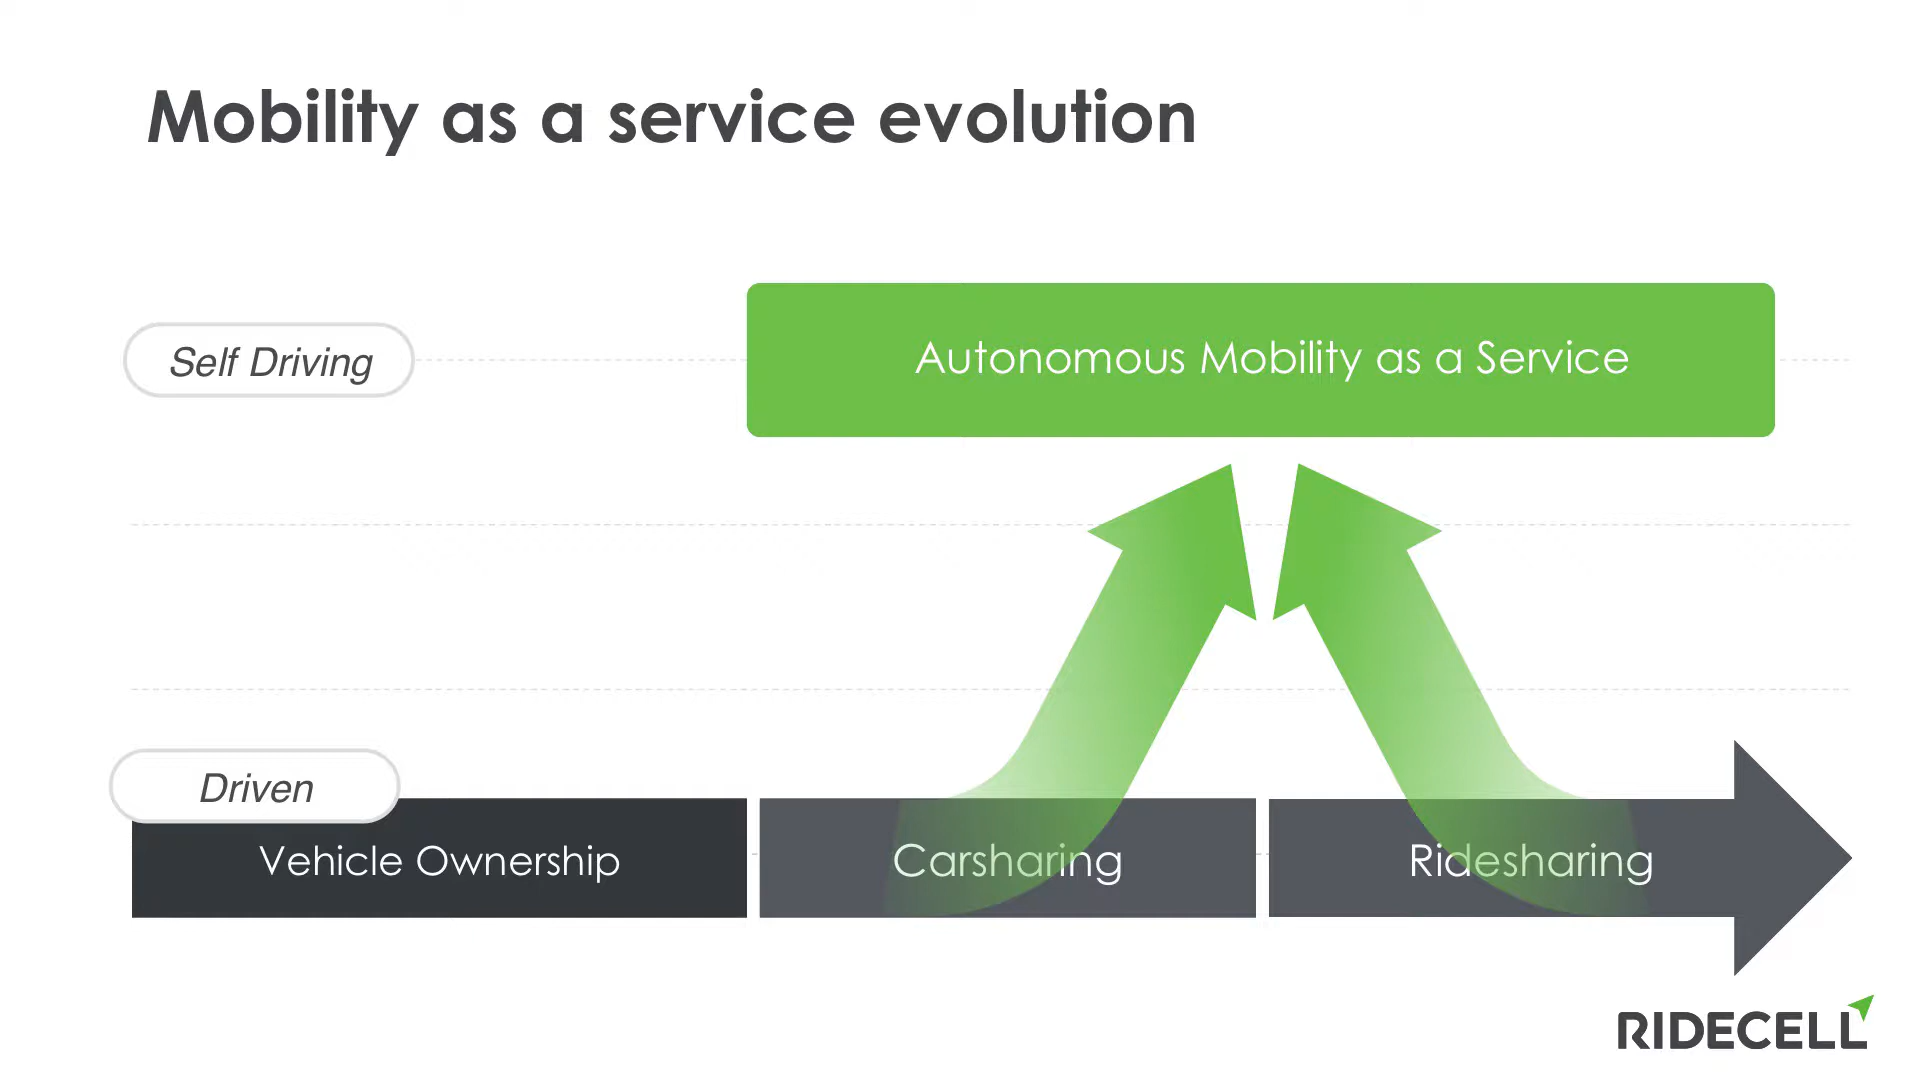 Mobility as a service evolution
Self Driving
Autonomous Mobility as a Service
Driven
Vehicle Ownership
Carsharing
Ridesharing
RIDECELL